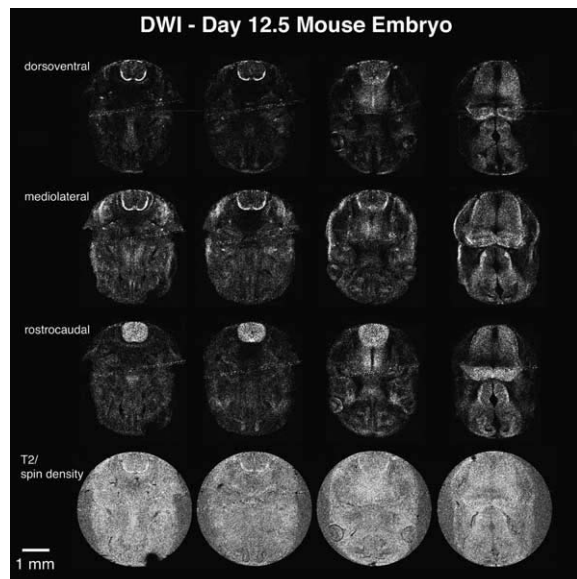 DWI - Day 12.5 Mouse Embryo
dorsoventral
mediolateral
rostrocaudal
T2/
spin density
1 mm